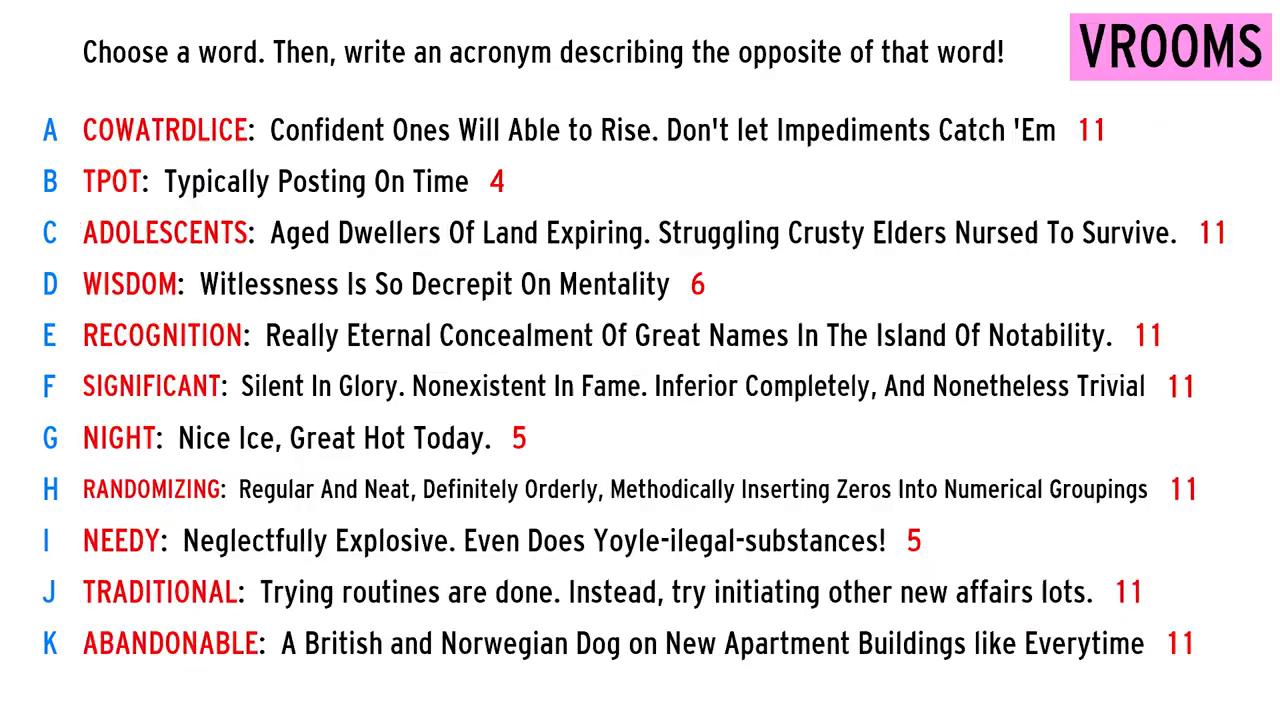 Choose a word. Then, write an acronym describing the opposite of that word! VROOMS
A COWATRDLICE: Confident Ones Will Able to Rise. Don't let Impediments Catch 'Em 11
B TPOT: Typically Posting On Time 4
C ADOLESCENTS: Aged Dwellers Of Land Expiring. Struggling Crusty Elders Nursed To Survive. 11
D WISDOM: Witlessness Is So Decrepit On Mentality 6
E RECOGNITION: Really Eternal Concealment Of Great Names In The Island Of Notability. 11
F SIGNIFICANT: Silent In Glory. Nonexistent In Fame. Inferior Completely, And Nonetheless Trivial 11
G NIGHT: Nice Ice, Great Hot Today. 5
H RANDOMIZING: Regular And Neat, Definitely Orderly, Methodically Inserting Zeros Into Numerical Groupings 11
I NEEDY: Neglectfully Explosive. Even Does Yoyle-ilegal-substances! 5
J TRADITIONAL: Trying routines are done. Instead, try initiating other new affairs lots. 11
K ABANDONABLE: A British and Norwegian Dog on New Apartment Buildings like Everytime 11